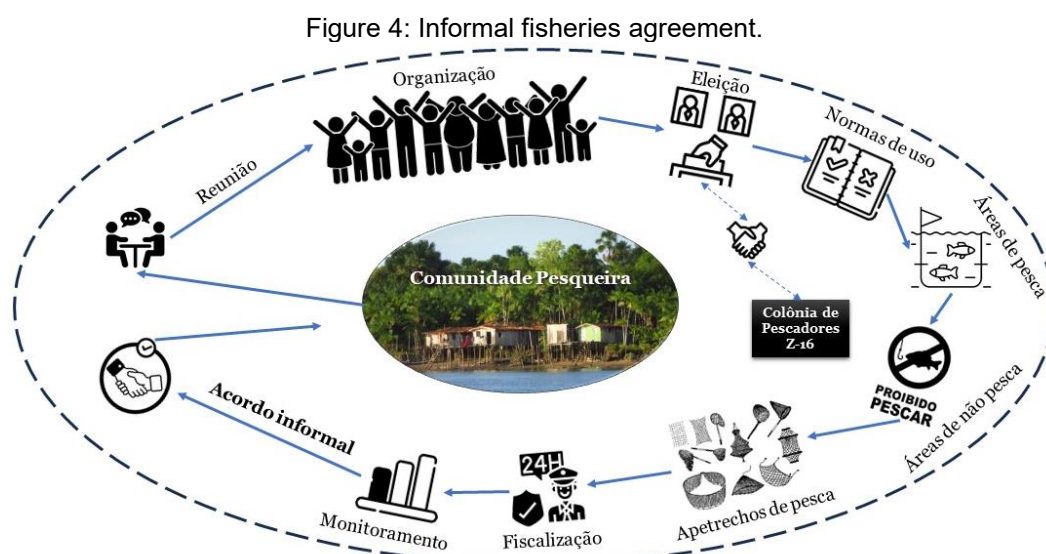 Figure 4: Informal fisheries agreement.
Organização
Eleição
Normas de uso
Reunião
Áreas de pesca
Comunidade Pesqueira
Colônia de
Pescadores
Z-16
PROIBIDO
PESCAR
Áreas de não pesca
Acordo informal
24H
Apetrechos de pesca
Monitoramento
Fiscalização